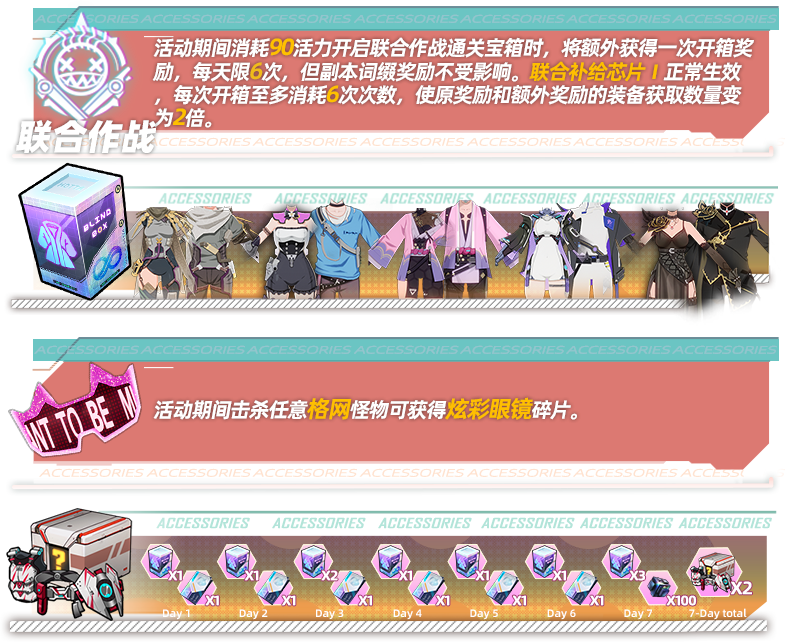 ACCESSORIES ACCESSORIES ACCESSORIES ACCESSORIES ACCESSORIES ACCESSORIES ACCESSORIES
活动期间消耗90活力开启联合作战通关宝箱时，将额外获得一次开箱奖
励，每天限6次，但副本词缀奖励不受影响。联合补给芯片 I 正常生效
，每次开箱至多消耗6次次数，使原奖励和额外奖励的装备获取数量变
为2倍。
联合作战
ACCESSORIES ACCESSORIES ACCESSORIES ACCESSORIES ACCESSORIES ACCESSORIES
ACCESSORIES ACCESSORIES ACCESSORIES ACCESSORIES ACCESSORIES ACCESSORIES
BLIND
BOX
ACCESSORIES ACCESSORIES ACCESSORIES ACCESSORIES ACCESSORIES ACCESSORIES ACCESSORIES
NT TO BE M
活动期间击杀任意格网怪物可获得炫彩眼镜碎片。
ACCESSORIES ACCESSORIES ACCESSORIES ACCESSORIES ACCESSORIES ACCESSORIES
ACCESSORIES ACCESSORIES ACCESSORIES ACCESSORIES ACCESSORIES ACCESSORIES
?
X1 X1 X2 X1 X1 X1 X3
X1 X1 X1 X1 X1 X1 X100 X2
Day 1 Day 2 Day 3 Day 4 Day 5 Day 6 Day 7 7-Day total